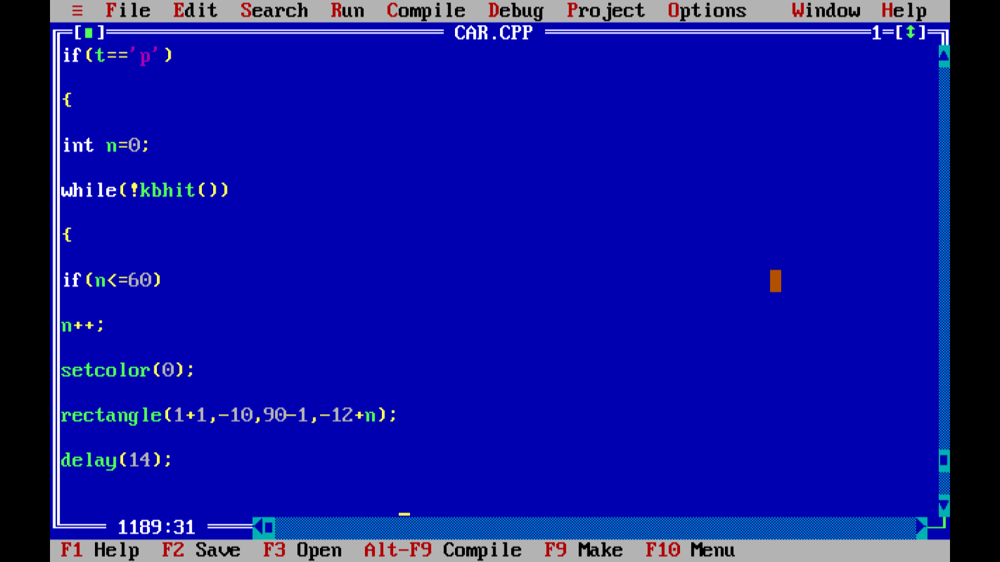 ≡ File Edit Search Run Compile Debug Project Options Window Help
[■] CAR.CPP 1=[↕]
if(t=='p')
{
int n=0;
while(!kbhit())
{
if(n<=60)
n++;
setcolor(0);
rectangle(1+1,-10,90-1,-12+n);
delay(14);
1189:31
F1 Help F2 Save F3 Open Alt-F9 Compile F9 Make F10 Menu